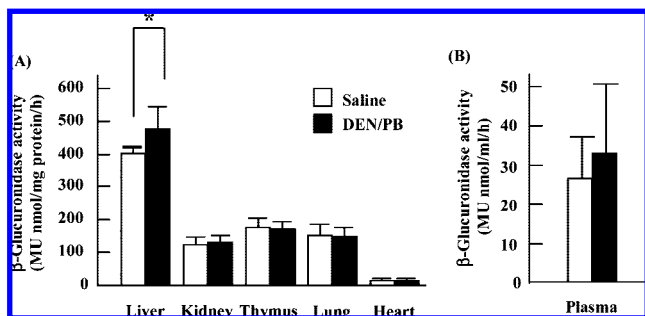 *
(A)
β-Glucuronidase activity
(MU nmol/mg protein/h)
600
500
400
300
200
100
0
Saline
DEN/PB
Liver Kidney Thymus Lung Heart
(B)
β-Glucuronidase activity
(MU nmol/ml/h)
50
40
30
20
10
0
Plasma